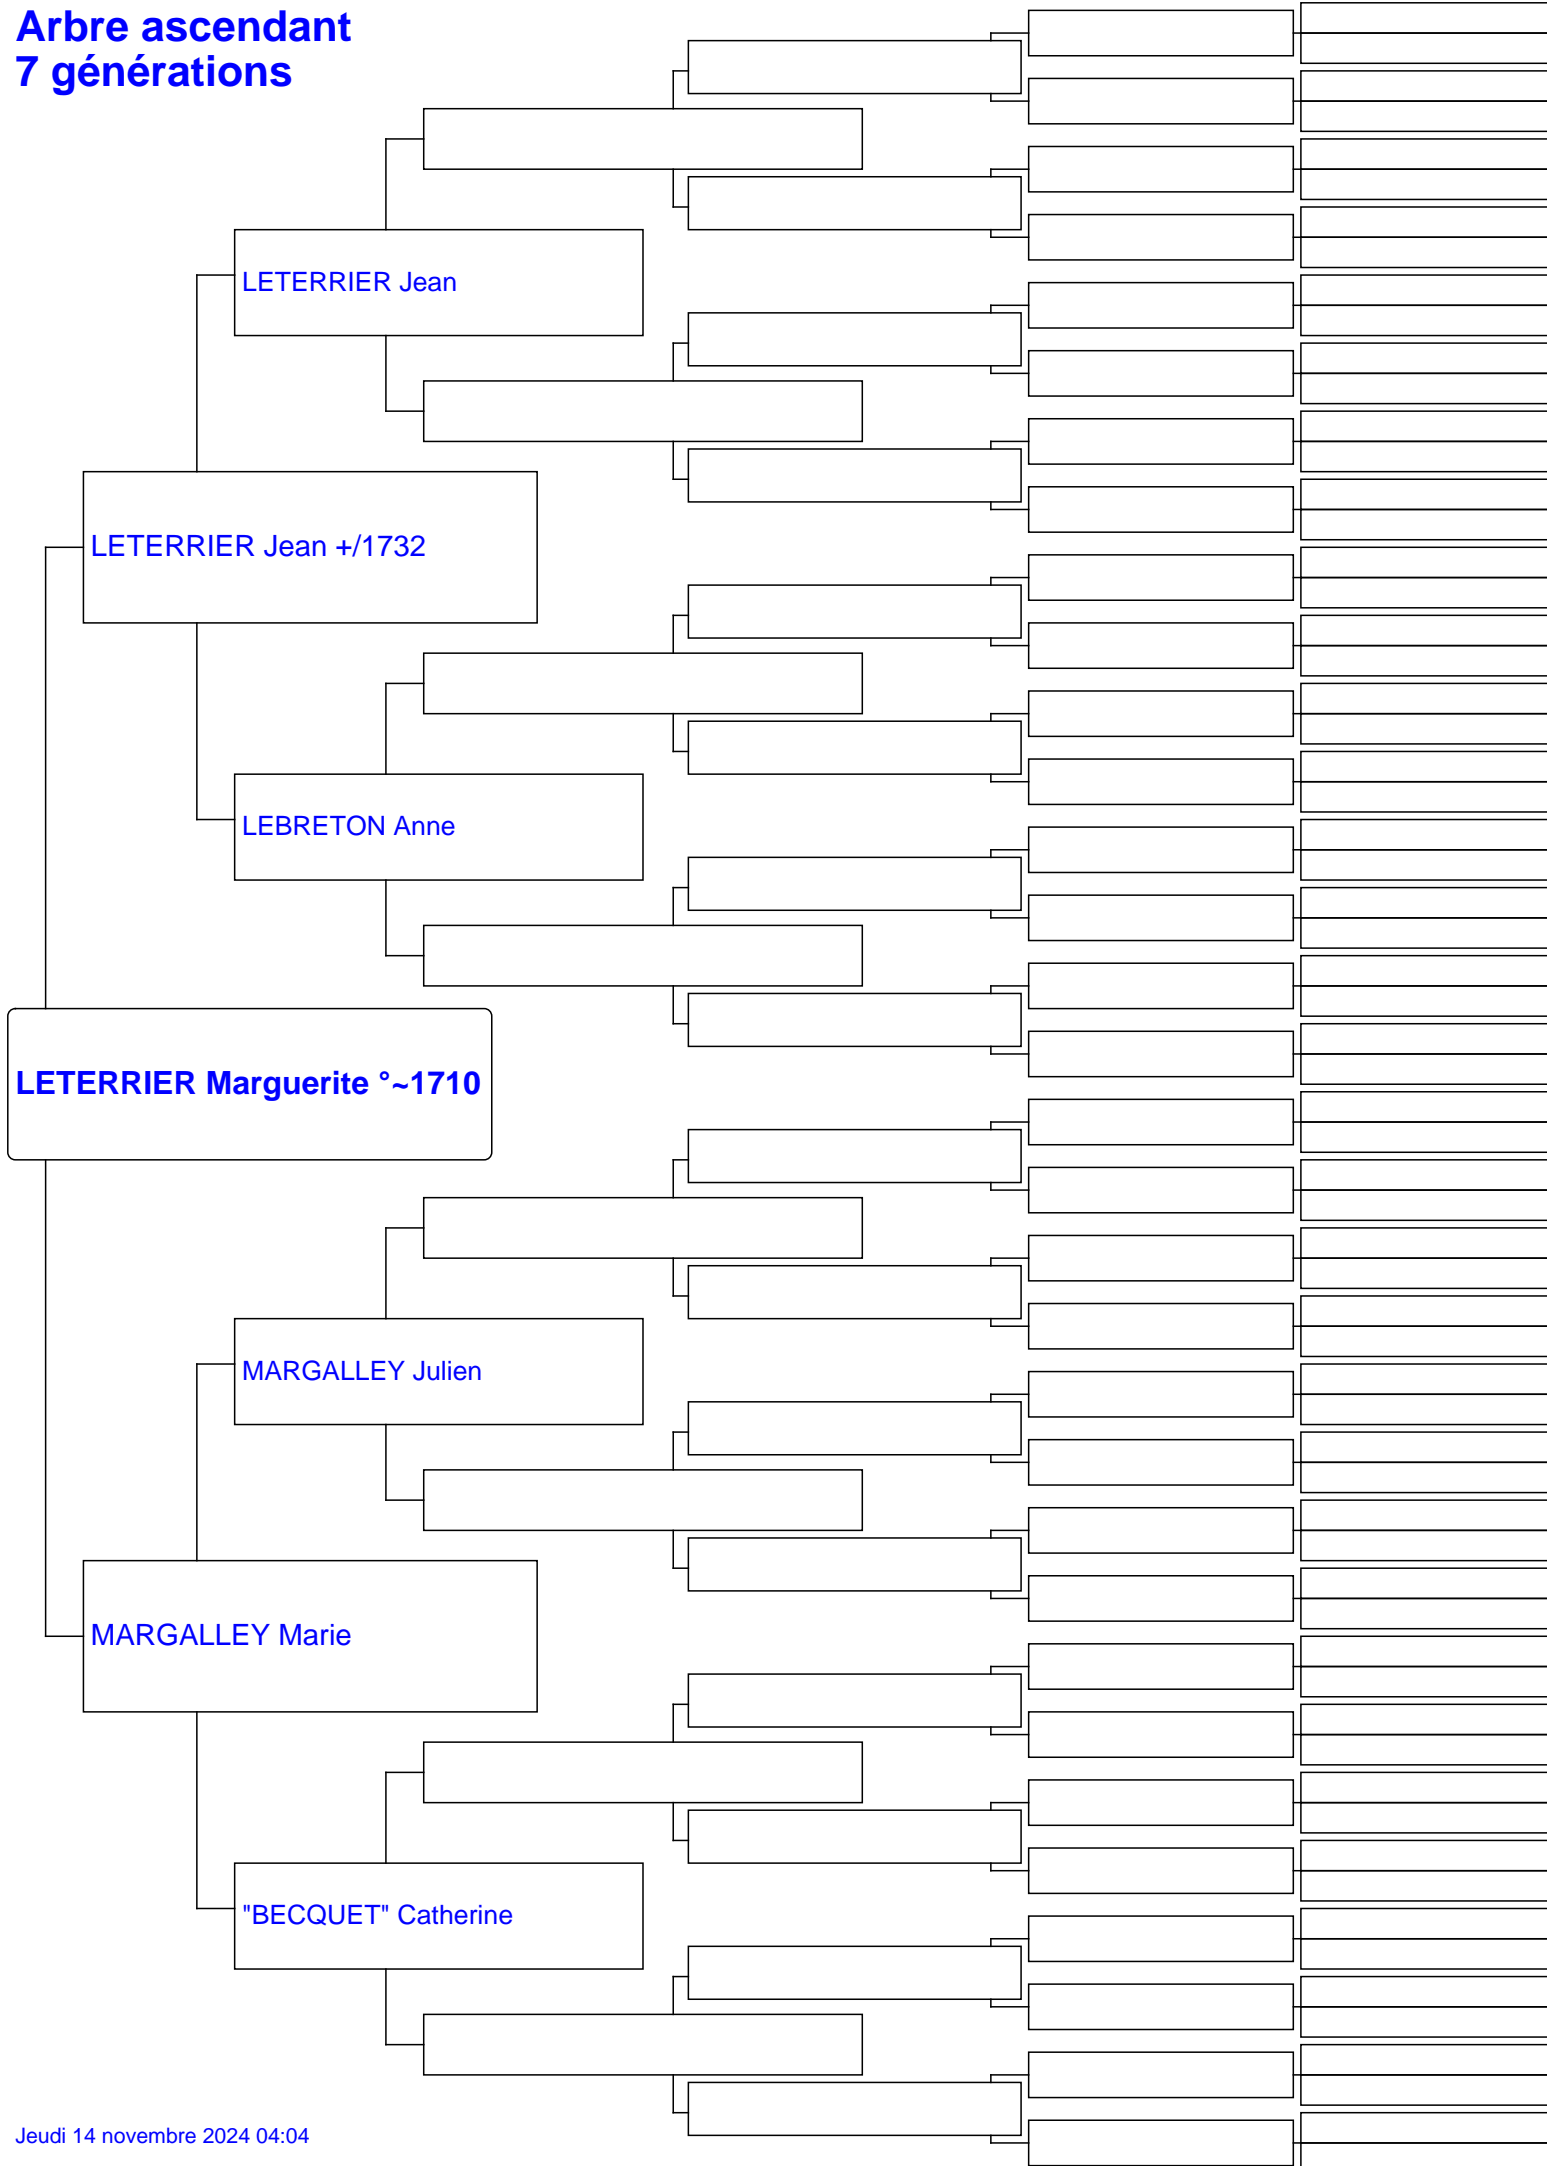 Arbre ascendant
7 générations
LETERRIER Jean
LETERRIER Jean +/1732
LEBRETON Anne
LETERRIER Marguerite °~1710
MARGALLEY Julien
MARGALLEY Marie
"BECQUET" Catherine
Jeudi 14 novembre 2024 04:04